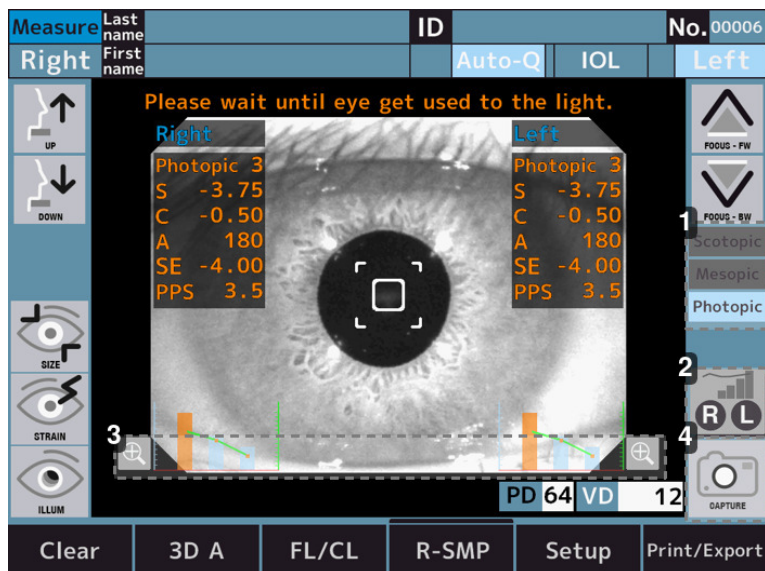 Measure Last name ID No. 00006
Right First name Auto-Q IOL Left
Please wait until eye get used to the light.
UP
DOWN
SIZE
STRAIN
ILLUM
Right
Photopic 3
S -3.75
C -0.50
A 180
SE -4.00
PPS 3.5
Left
Photopic 3
S -3.75
C -0.50
A 180
SE -4.00
PPS 3.5
FOCUS - FW
FOCUS - BW
1
Scotopic
Mesopic
Photopic
2
R L
3
4
CAPTURE
PD 64 VD 12
Clear 3D A FL/CL R-SMP Setup Print/Export